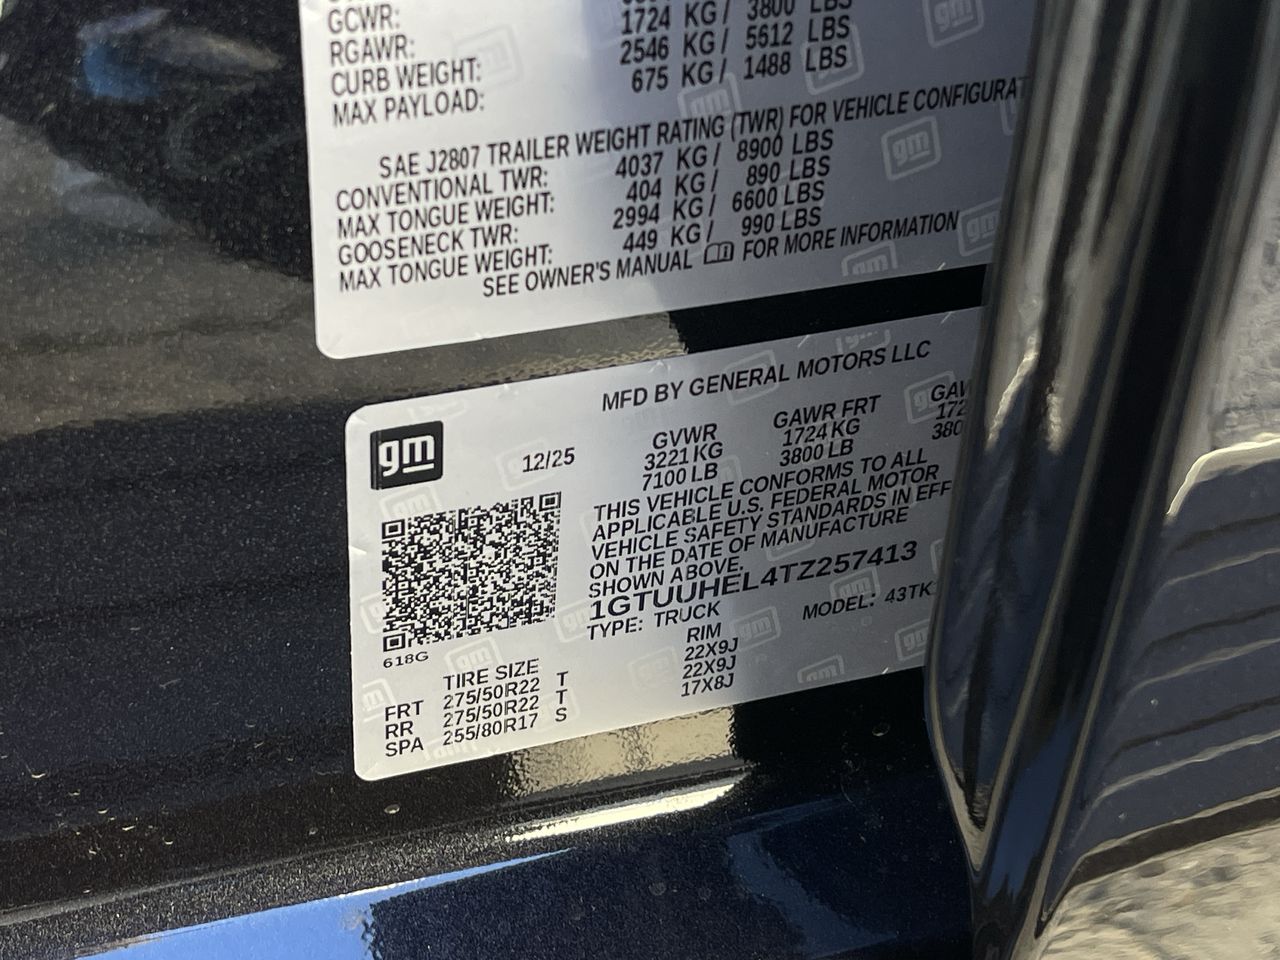 GCWR:
RGAWR: 1724 KG/ 3800 LBS
CURB WEIGHT: 2546 KG/ 5612 LBS
MAX PAYLOAD: 675 KG/ 1488 LBS
SAE J2807 TRAILER WEIGHT RATING (TWR) FOR VEHICLE CONFIGURAT
CONVENTIONAL TWR: 4037 KG/ 8900 LBS
MAX TONGUE WEIGHT: 404 KG/ 890 LBS
GOOSENECK TWR: 2994 KG/ 6600 LBS
MAX TONGUE WEIGHT: 449 KG/ 990 LBS
SEE OWNER'S MANUAL FOR MORE INFORMATION
MFD BY GENERAL MOTORS LLC
gm
12/25
GVWR GAWR FRT GAW
3221 KG 1724 KG 172
7100 LB 3800 LB 380
THIS VEHICLE CONFORMS TO ALL
APPLICABLE U.S. FEDERAL MOTOR
VEHICLE SAFETY STANDARDS IN EFF
ON THE DATE OF MANUFACTURE
SHOWN ABOVE.
1GTUUHEL4TZ257413
TYPE: TRUCK MODEL: 43TK
618G
TIRE SIZE RIM
FRT 275/50R22 T 22X9J
RR 275/50R22 T 22X9J
SPA 255/80R17 S 17X8J